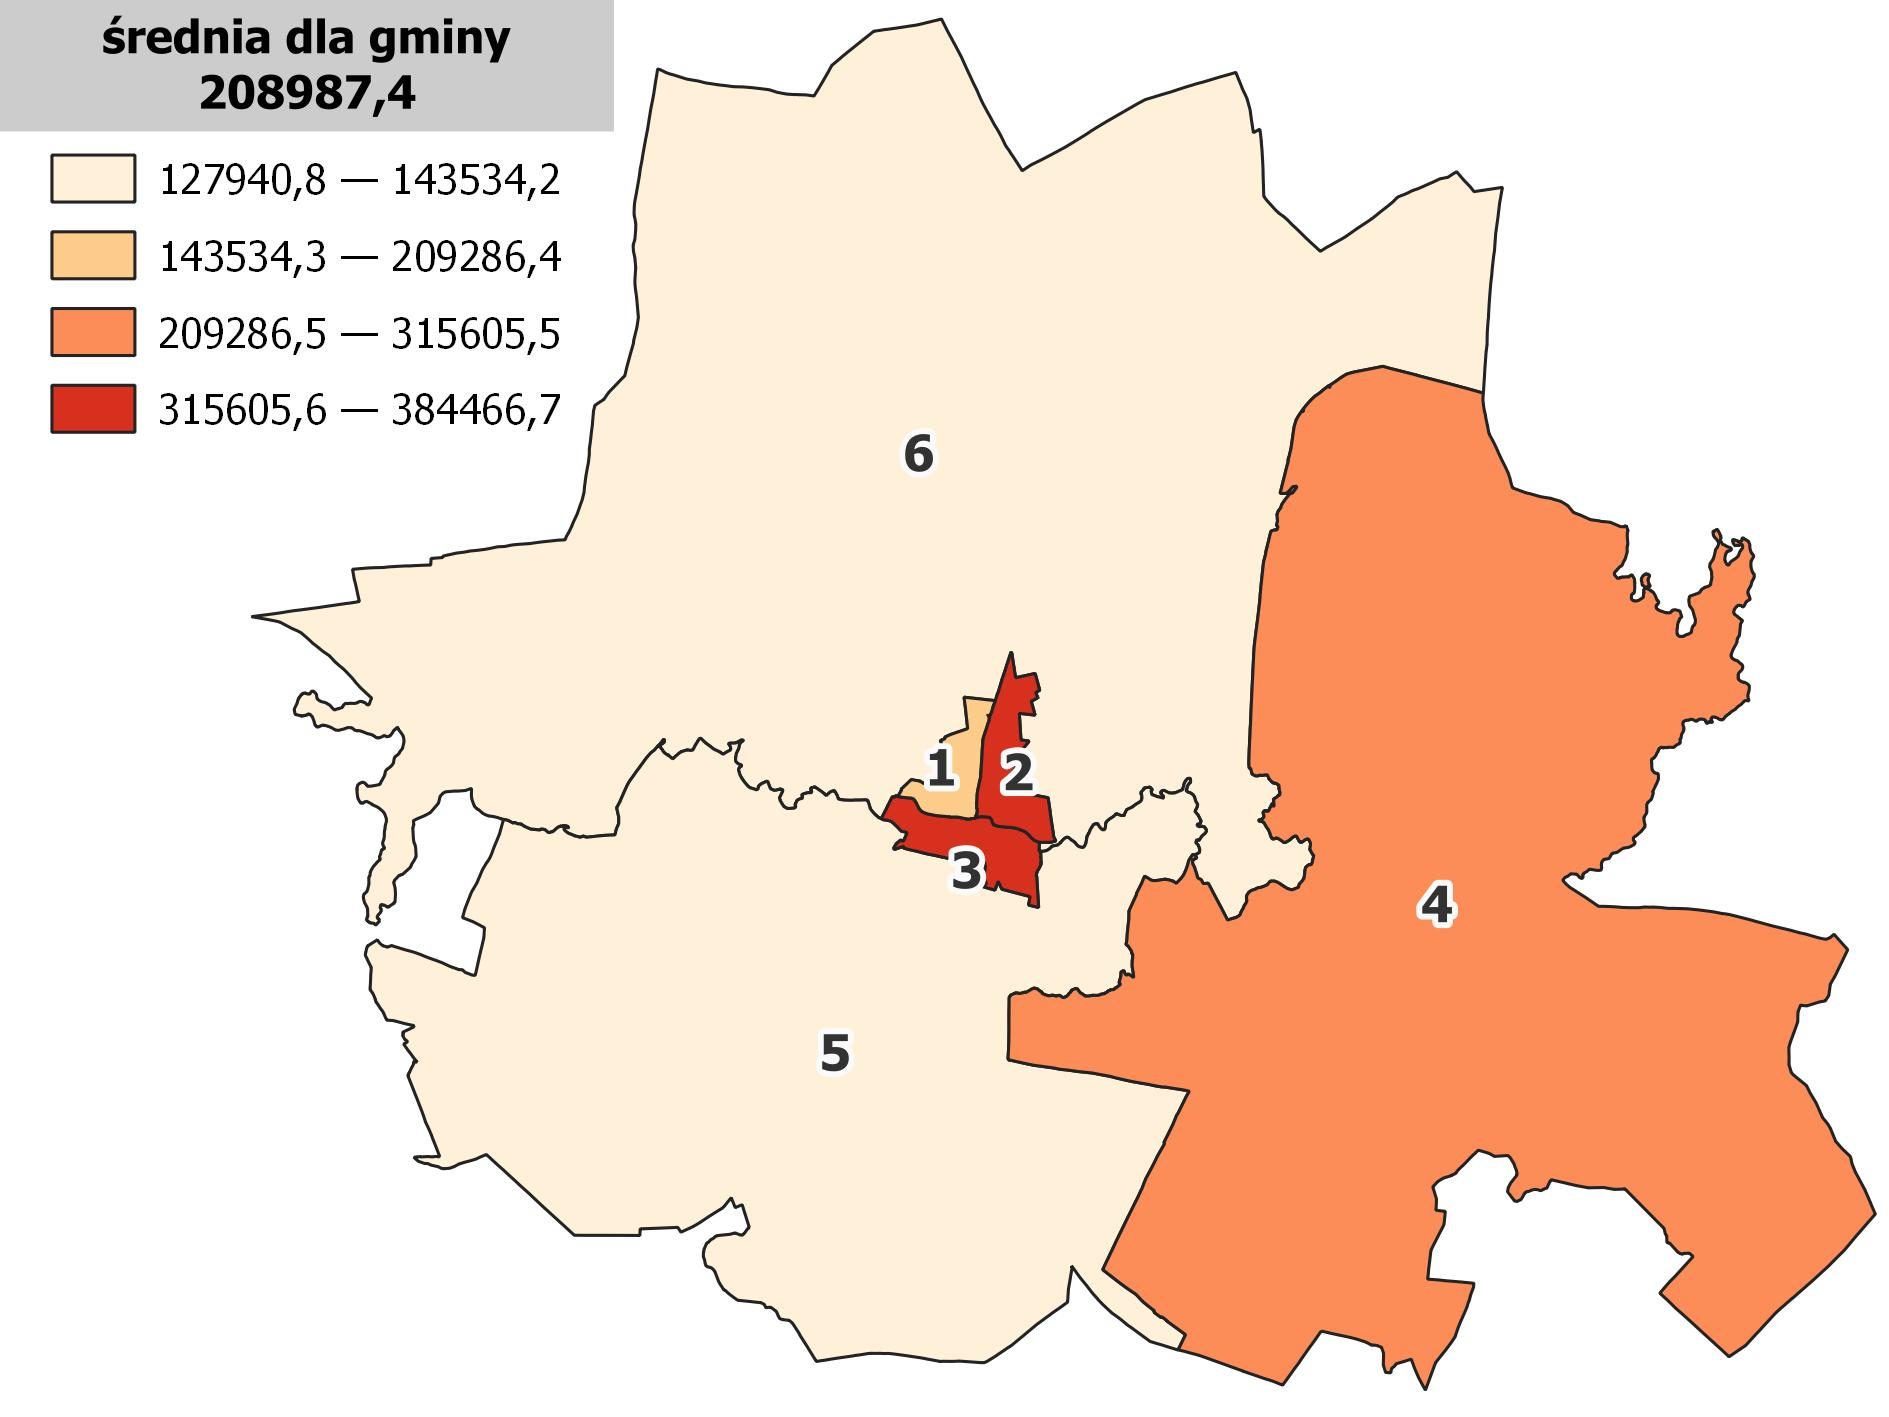 średnia dla gminy
208987,4
127940,8 — 143534,2
143534,3 — 209286,4
209286,5 — 315605,5
315605,6 — 384466,7
6
1
2
3
4
5